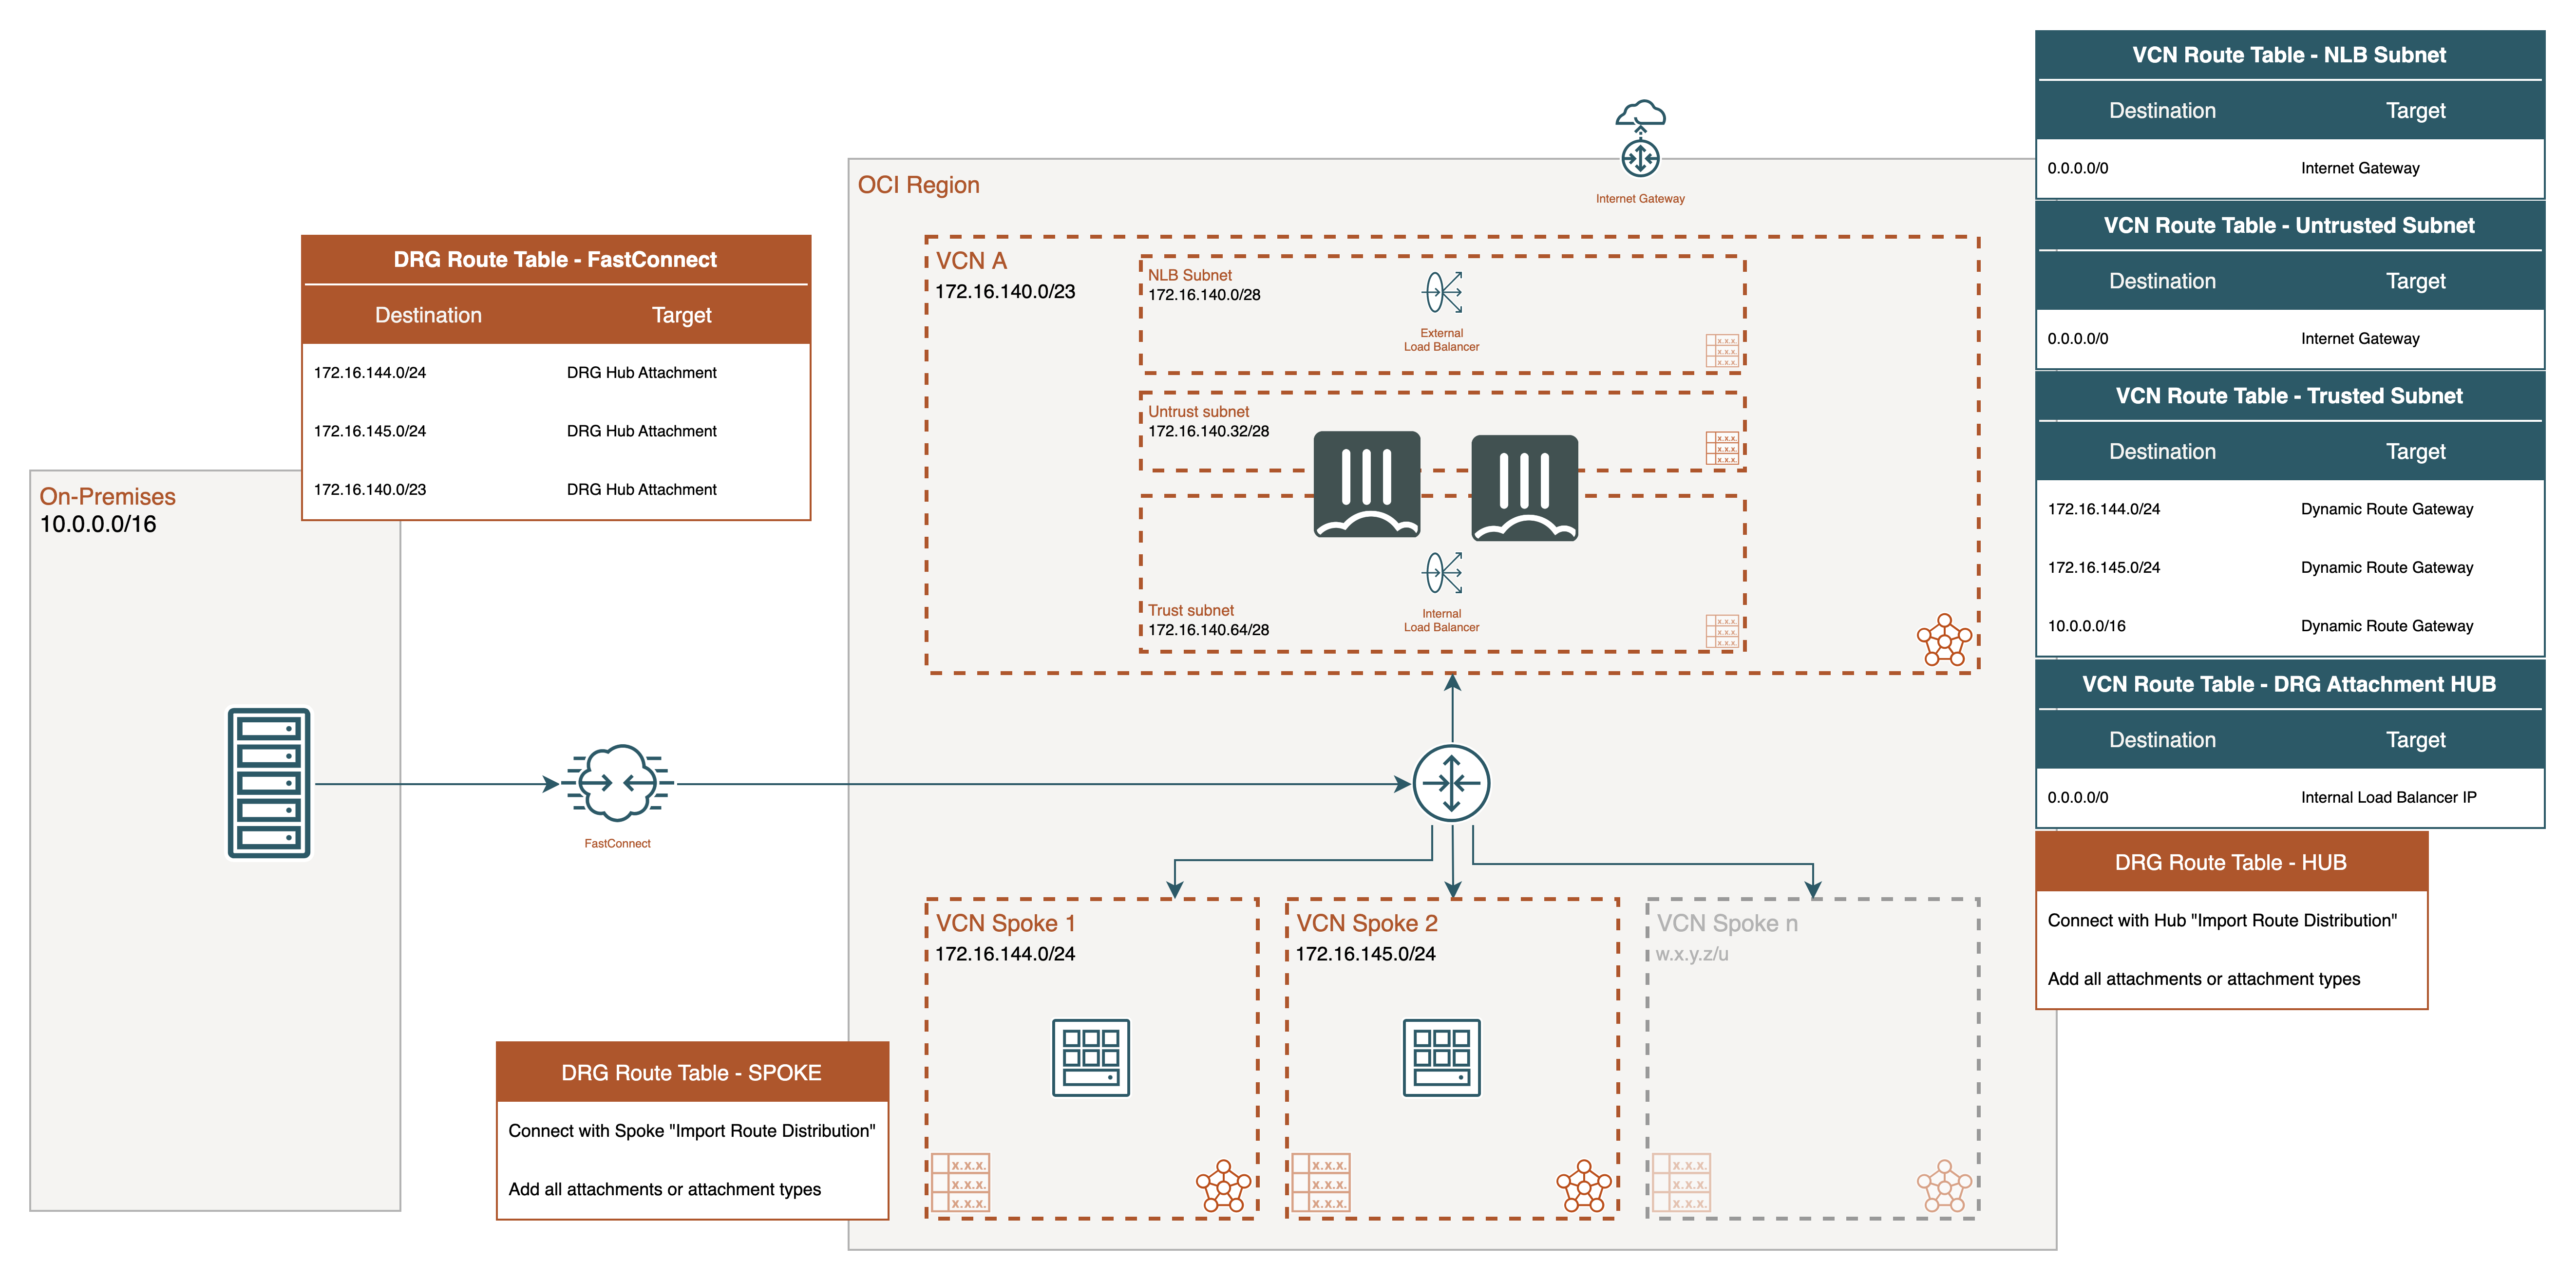 VCN Route Table - NLB Subnet
Destination Target
0.0.0.0/0 Internet Gateway
VCN Route Table - Untrusted Subnet
Destination Target
0.0.0.0/0 Internet Gateway
VCN Route Table - Trusted Subnet
Destination Target
172.16.144.0/24 Dynamic Route Gateway
172.16.145.0/24 Dynamic Route Gateway
10.0.0.0/16 Dynamic Route Gateway
VCN Route Table - DRG Attachment HUB
Destination Target
0.0.0.0/0 Internal Load Balancer IP
DRG Route Table - HUB
Connect with Hub "Import Route Distribution"
Add all attachments or attachment types
Internet Gateway
OCI Region
DRG Route Table - FastConnect
Destination Target
172.16.144.0/24 DRG Hub Attachment
172.16.145.0/24 DRG Hub Attachment
172.16.140.0/23 DRG Hub Attachment
On-Premises
10.0.0.0/16
FastConnect
VCN A
172.16.140.0/23
NLB Subnet
172.16.140.0/28
External
Load Balancer
x.x.x.
x.x.x.
x.x.x.
Untrust subnet
172.16.140.32/28
x.x.x.
x.x.x.
x.x.x.
Internal
Load Balancer
Trust subnet
172.16.140.64/28
x.x.x.
x.x.x.
x.x.x.
VCN Spoke 1
172.16.144.0/24
x.x.x.
x.x.x.
x.x.x.
VCN Spoke 2
172.16.145.0/24
x.x.x.
x.x.x.
x.x.x.
VCN Spoke n
w.x.y.z/u
x.x.x.
x.x.x.
x.x.x.
DRG Route Table - SPOKE
Connect with Spoke "Import Route Distribution"
Add all attachments or attachment types